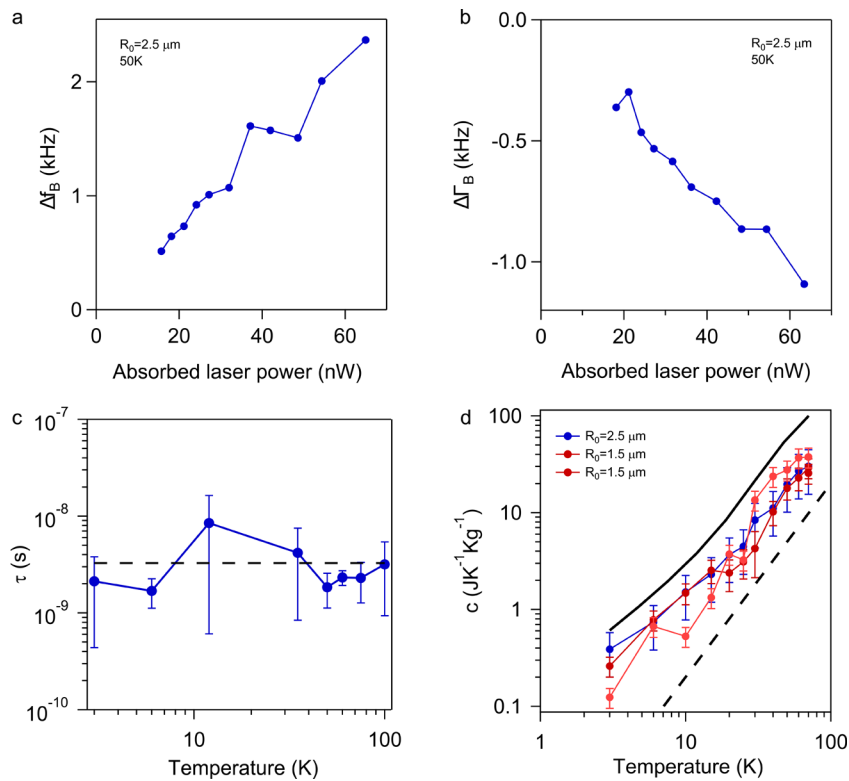 a
R₀=2.5 μm
50K
2
1
0
Δf_B (kHz)
0
20
40
60
Absorbed laser power (nW)
b
R₀=2.5 μm
50K
0.0
-0.5
-1.0
ΔΓ_B (kHz)
0
20
40
60
Absorbed laser power (nW)
c
10⁻⁷
10⁻⁸
10⁻⁹
10⁻¹⁰
τ (s)
10
100
Temperature (K)
d
R₀=2.5 μm
R₀=1.5 μm
R₀=1.5 μm
100
10
1
0.1
c (JK⁻¹Kg⁻¹)
1
10
100
Temperature (K)